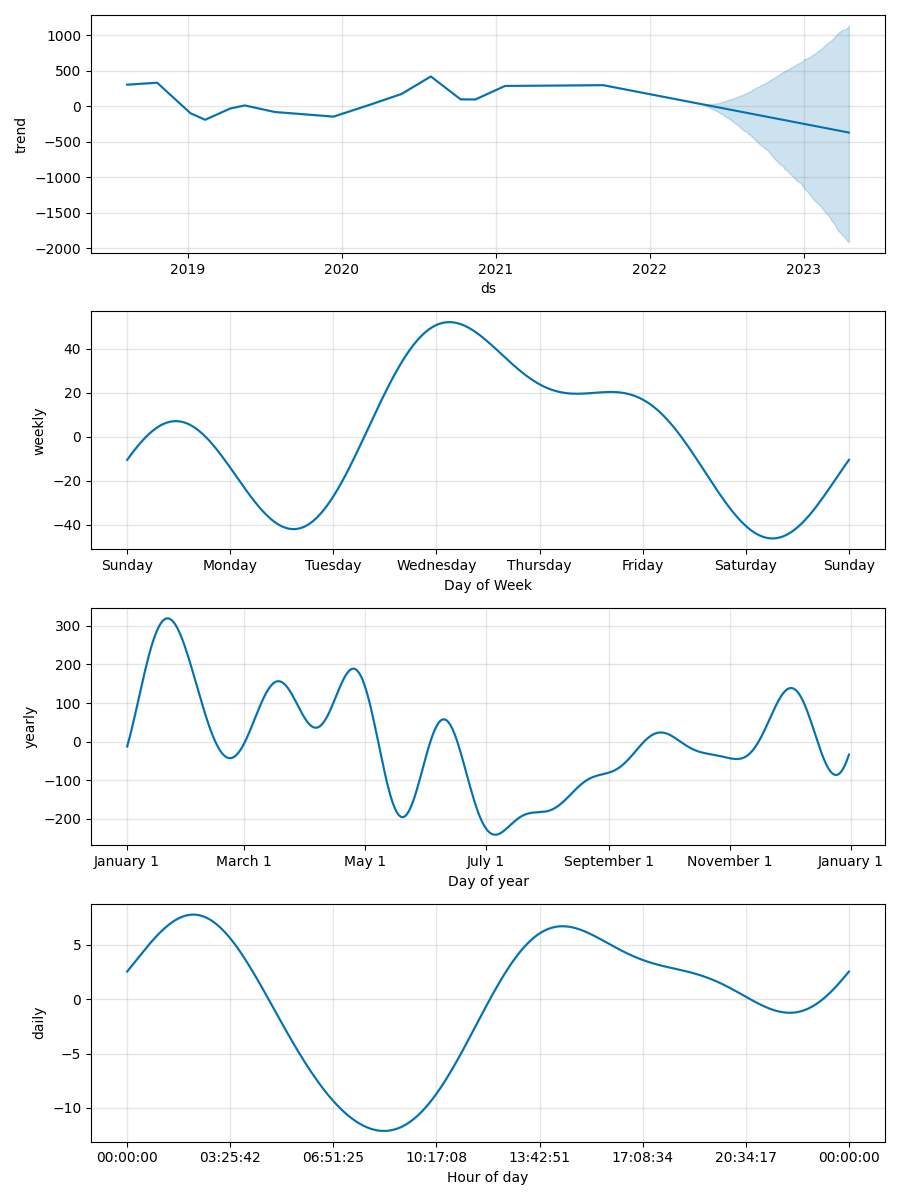 1000
500
0
−500
−1000
−1500
−2000
trend
2019 2020 2021 2022 2023
ds
40
20
0
−20
−40
weekly
Sunday Monday Tuesday Wednesday Thursday Friday Saturday Sunday
Day of Week
300
200
100
0
−100
−200
yearly
January 1 March 1 May 1 July 1 September 1 November 1 January 1
Day of year
5
0
−5
−10
daily
00:00:00 03:25:42 06:51:25 10:17:08 13:42:51 17:08:34 20:34:17 00:00:00
Hour of day